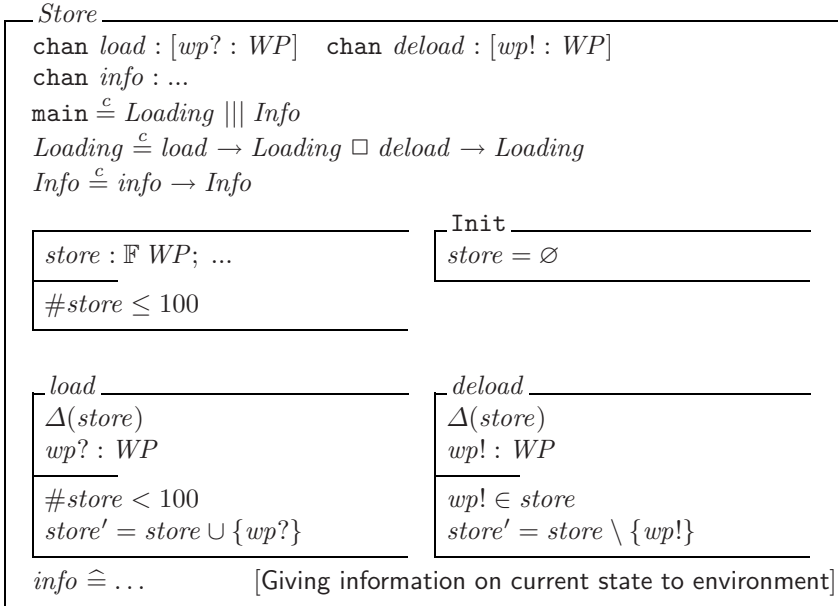 Store
chan load : [wp? : WP] chan deload : [wp! : WP]
chan info : ...
main =ᶜ Loading ||| Info
Loading =ᶜ load → Loading □ deload → Loading
Info =ᶜ info → Info
store : 𝔽 WP; ...
#store ≤ 100
Init
store = ∅
load
Δ(store)
wp? : WP
#store < 100
store′ = store ∪ {wp?}
deload
Δ(store)
wp! : WP
wp! ∈ store
store′ = store \ {wp!}
info ≙ ... [Giving information on current state to environment]